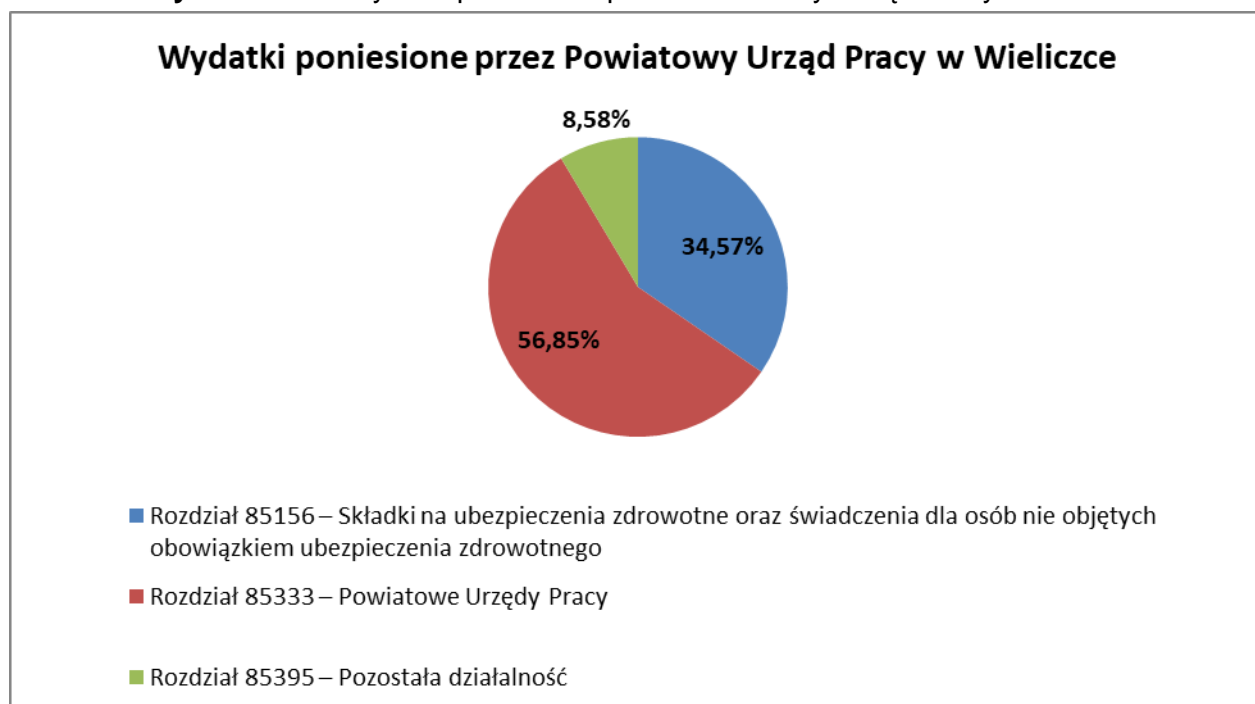 Wydatki poniesione przez Powiatowy Urząd Pracy w Wieliczce
8,58%
34,57%
56,85%
Rozdział 85156 – Składki na ubezpieczenia zdrowotne oraz świadczenia dla osób nie objętych
obowiązkiem ubezpieczenia zdrowotnego
Rozdział 85333 – Powiatowe Urzędy Pracy
Rozdział 85395 – Pozostała działalność